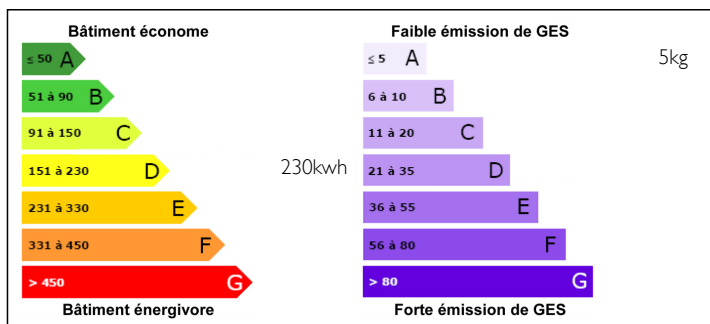 Bâtiment économe
≤ 50 A
51 à 90 B
91 à 150 C
151 à 230 D
230kwh
231 à 330 E
331 à 450 F
> 450 G
Bâtiment énergivore
Faible émission de GES
≤ 5 A
5kg
6 à 10 B
11 à 20 C
21 à 35 D
36 à 55 E
56 à 80 F
> 80 G
Forte émission de GES